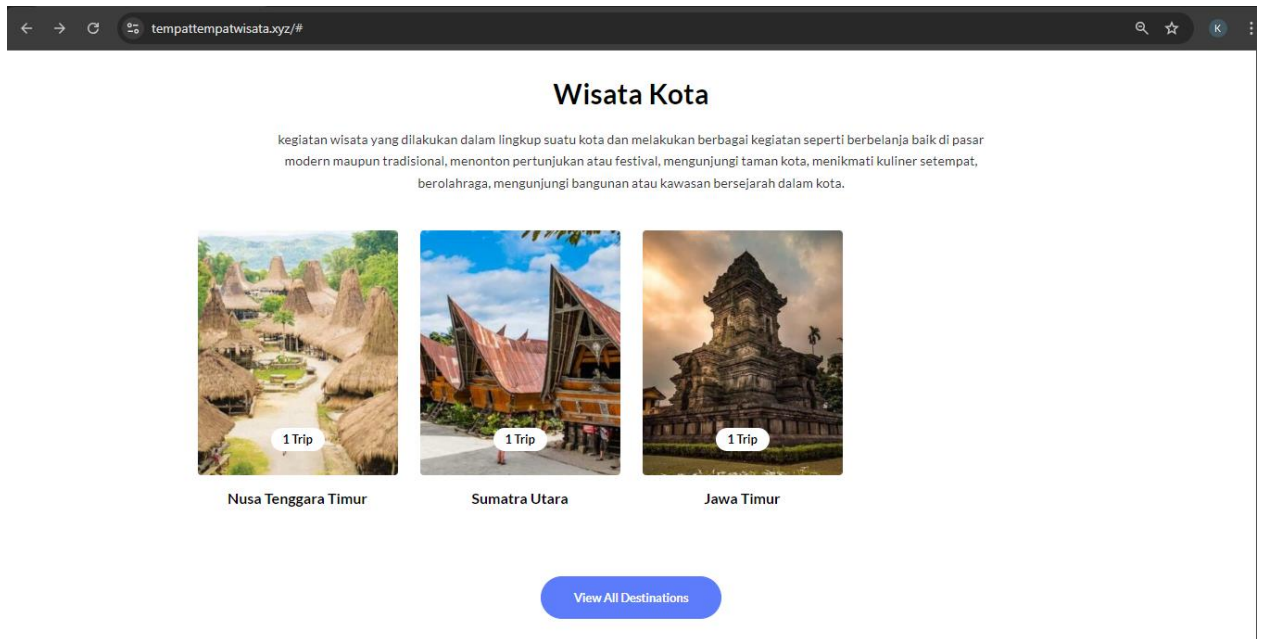 tempattempatwisata.xyz/#
K
Wisata Kota
kegiatan wisata yang dilakukan dalam lingkup suatu kota dan melakukan berbagai kegiatan seperti berbelanja baik di pasar
modern maupun tradisional, menonton pertunjukan atau festival, mengunjungi taman kota, menikmati kuliner setempat,
berolahraga, mengunjungi bangunan atau kawasan bersejarah dalam kota.
1 Trip
1 Trip
1 Trip
Nusa Tenggara Timur
Sumatra Utara
Jawa Timur
View All Destinations